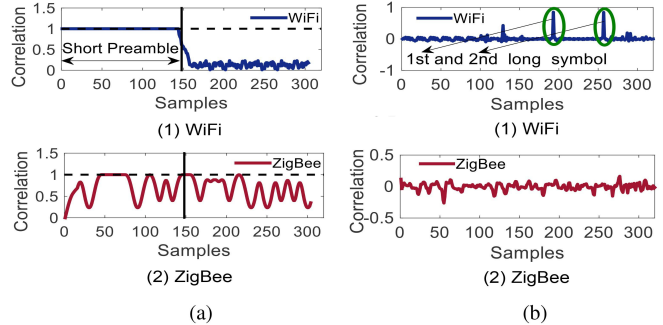 Correlation
1.5
1
0.5
0
WiFi
Short Preamble
0 50 100 150 200 250 300
Samples
(1) WiFi
Correlation
1
0
-1
WiFi
1st and 2nd long symbol
0 50 100 150 200 250 300
Samples
(1) WiFi
Correlation
1.5
1
0.5
0
ZigBee
0 50 100 150 200 250 300
Samples
(2) ZigBee
(a)
Correlation
0.5
0
-0.5
ZigBee
0 50 100 150 200 250 300
Samples
(2) ZigBee
(b)